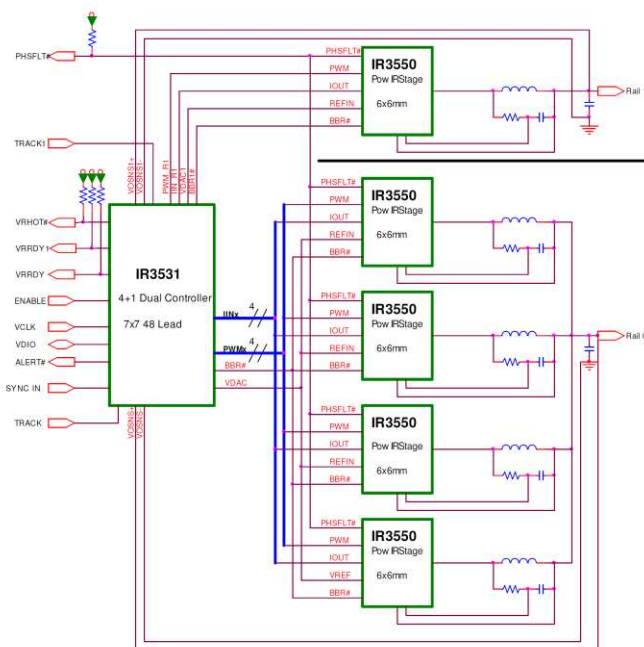 PHSFLT#
TRACK1
VOSNS1+
VOSNS1-
PWM_R1
IIN_R1
VDAC1
BBR1#
PHSFLT#
PWM
IOUT
REFIN
BBR#
IR3550
Pow IRStage
6x6mm
Rail
VRHOT#
VRRDY1
VRRDY
ENABLE
VCLK
VDIO
ALERT#
SYNC IN
TRACK
IR3531
4+1 Dual Controller
7x7 48 Lead
IINx
4
PWMx
4
BBR#
VDAC
VOSNS+
VOSNS-
PHSFLT#
PWM
IOUT
REFIN
BBR#
IR3550
Pow IRStage
6x6mm
PHSFLT#
PWM
IOUT
REFIN
BBR#
IR3550
Pow IRStage
6x6mm
Rail
PHSFLT#
PWM
IOUT
REFIN
BBR#
IR3550
Pow IRStage
6x6mm
PHSFLT#
PWM
IOUT
VREF
BBR#
IR3550
Pow IRStage
6x6mm